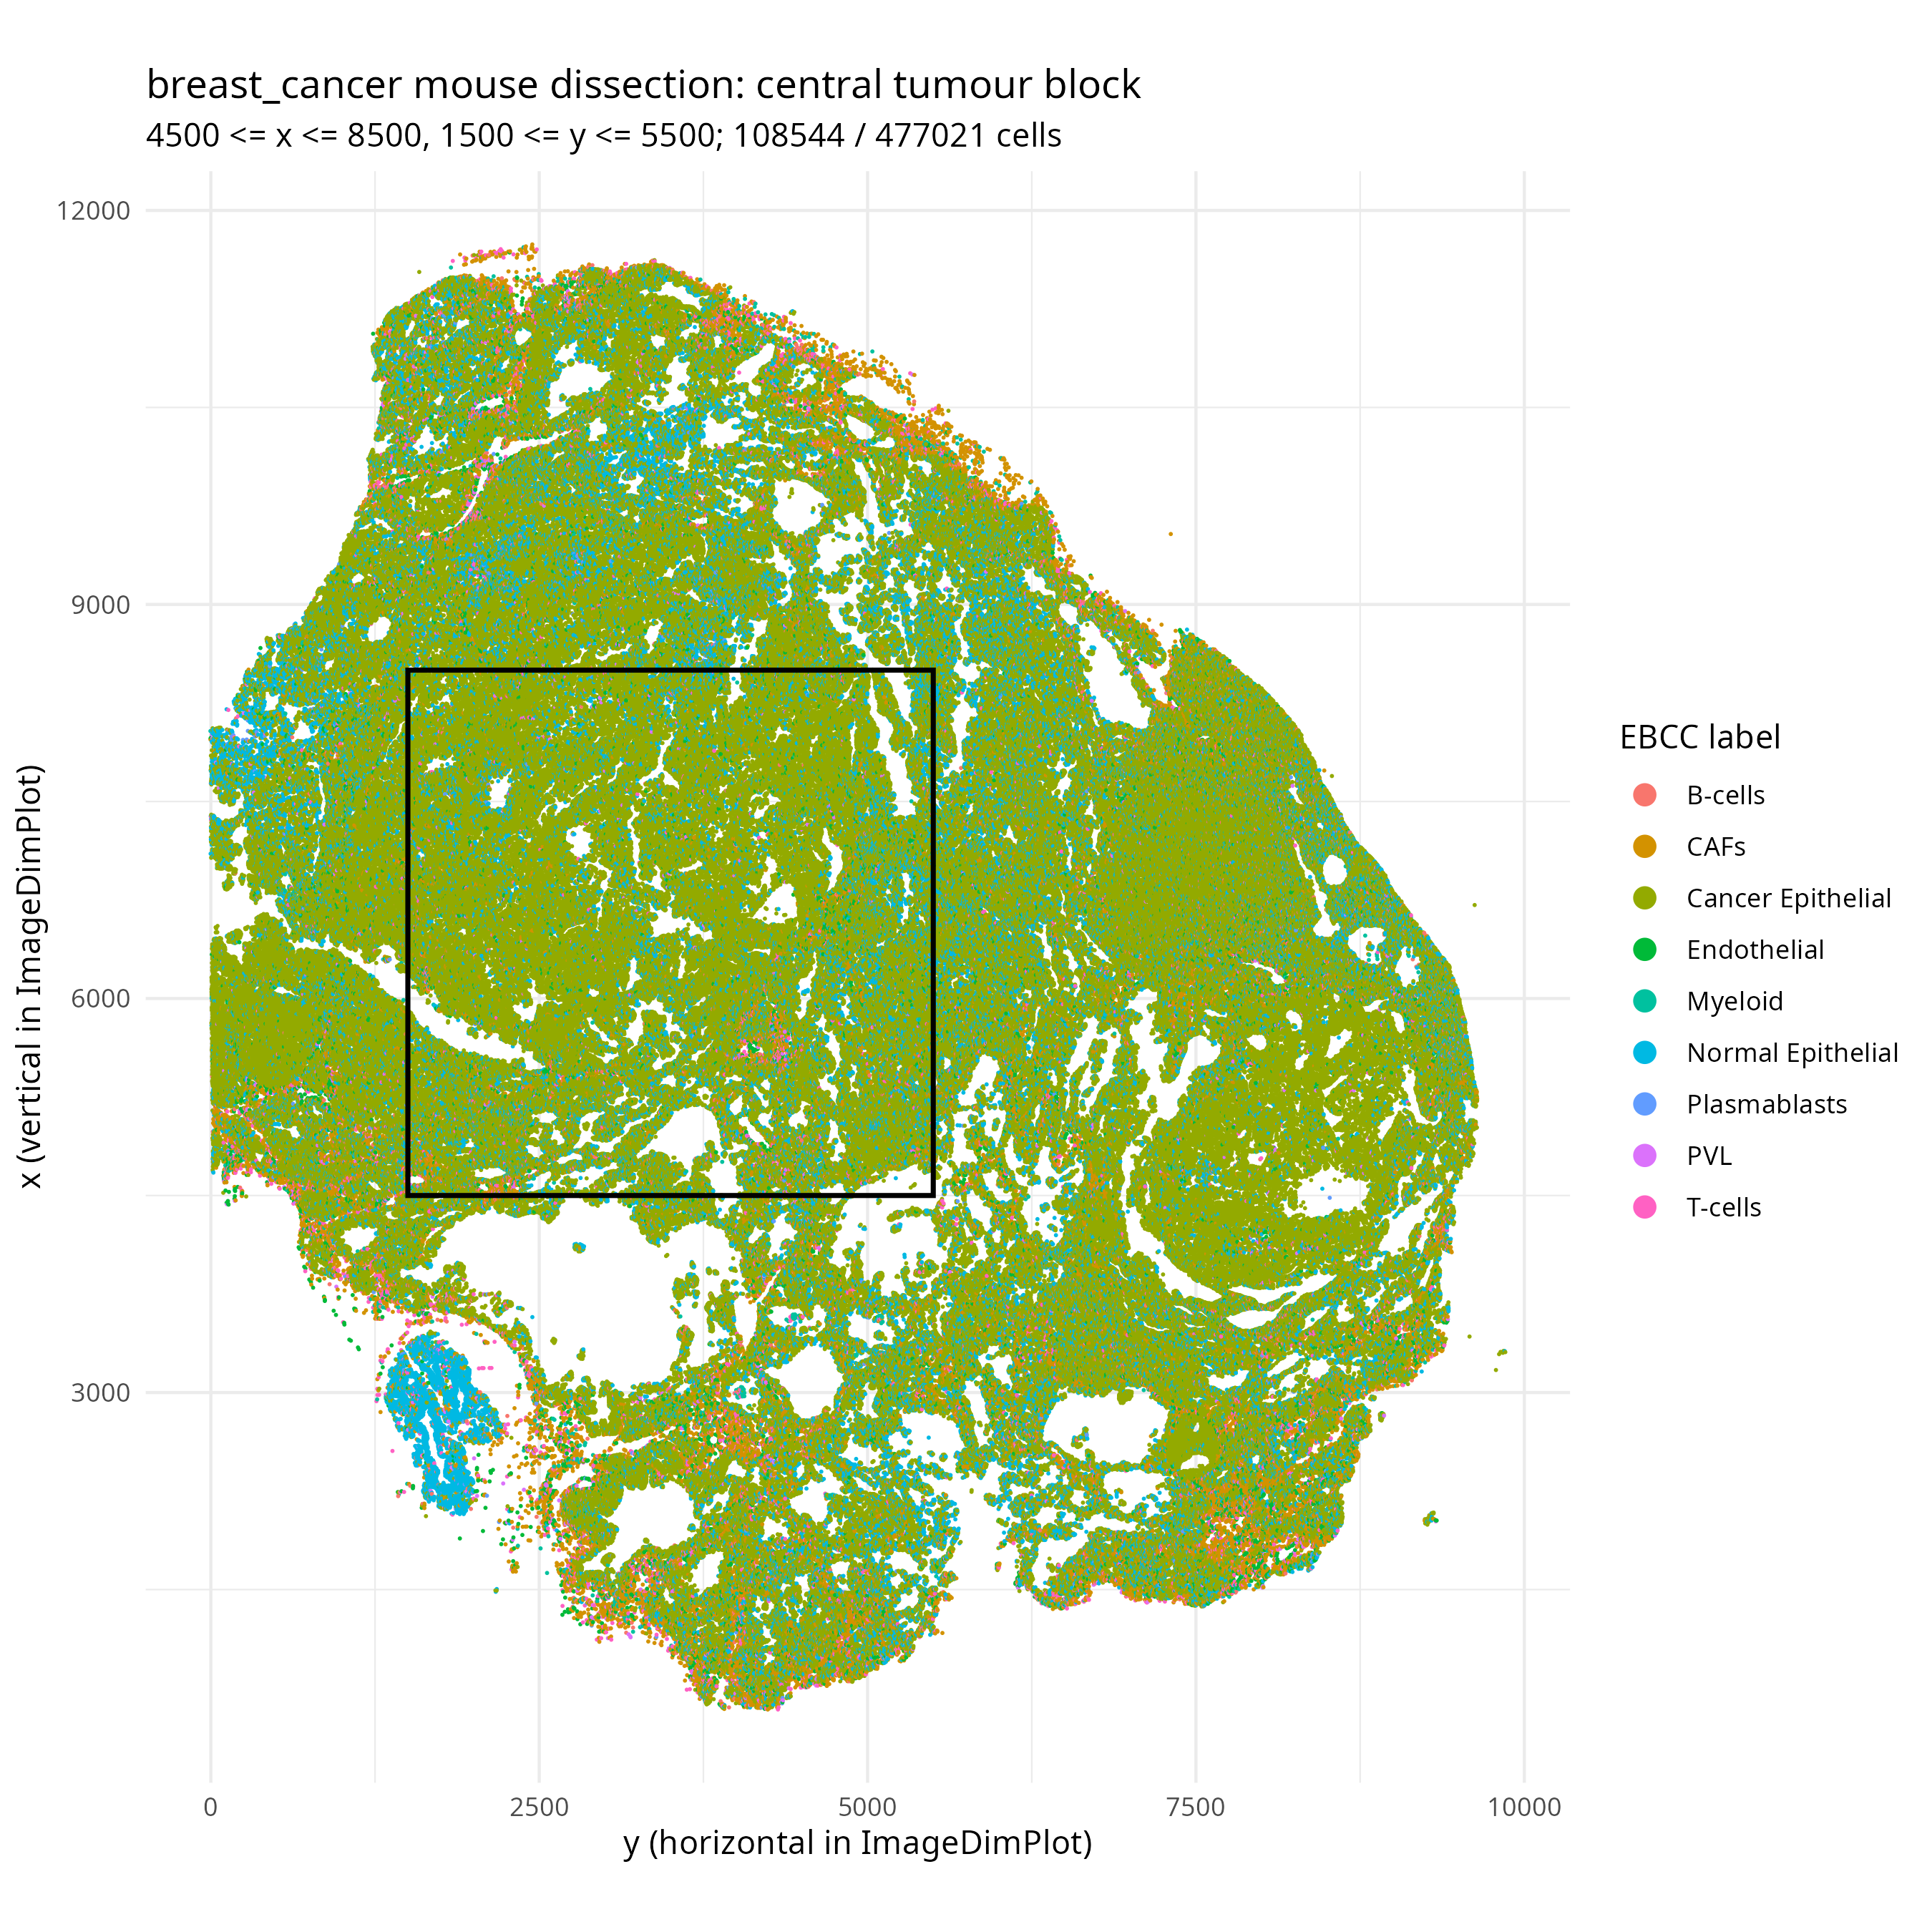 breast_cancer mouse dissection: central tumour block
4500 <= x <= 8500, 1500 <= y <= 5500; 108544 / 477021 cells
12000
9000
6000
3000
x (vertical in ImageDimPlot)
0
2500
5000
7500
10000
y (horizontal in ImageDimPlot)
EBCC label
B-cells
CAFs
Cancer Epithelial
Endothelial
Myeloid
Normal Epithelial
Plasmablasts
PVL
T-cells